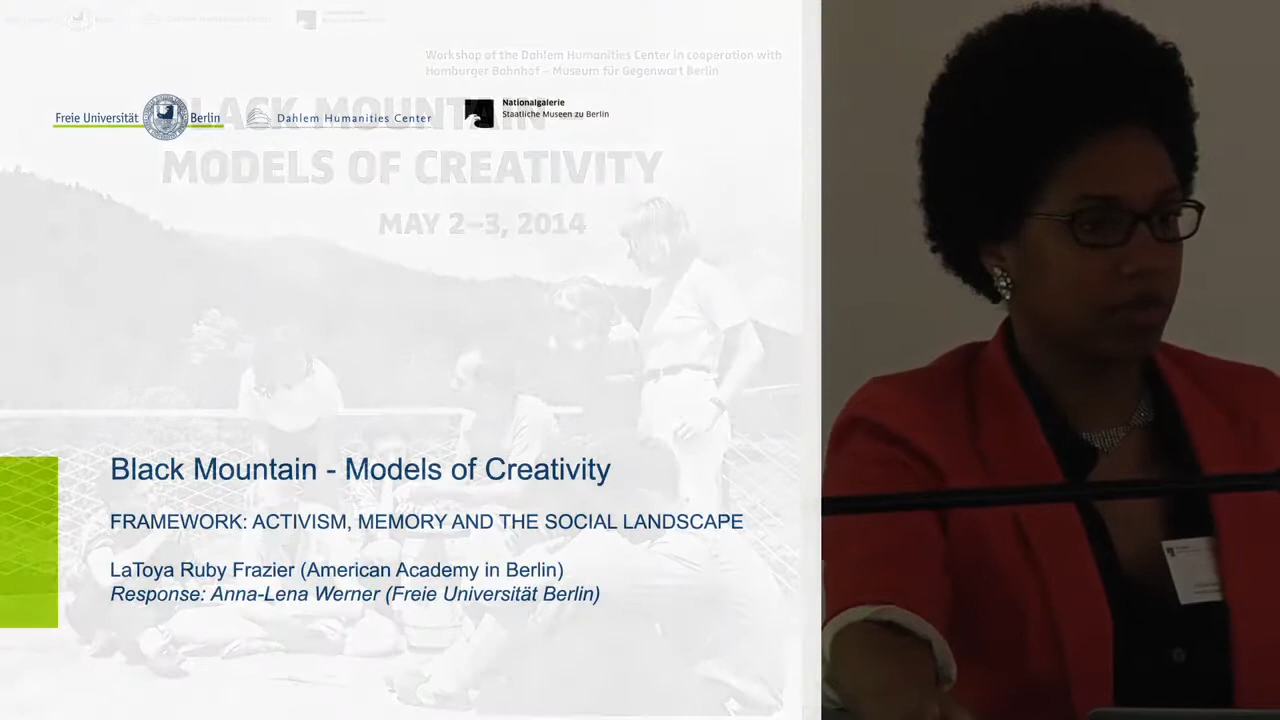 Workshop of the Dahlem Humanities Center in cooperation with
Hamburger Bahnhof – Museum für Gegenwart Berlin
Freie Universität Berlin
Dahlem Humanities Center
Nationalgalerie
Staatliche Museen zu Berlin
BLACK MOUNTAIN
MODELS OF CREATIVITY
MAY 2–3, 2014
Black Mountain - Models of Creativity
FRAMEWORK: ACTIVISM, MEMORY AND THE SOCIAL LANDSCAPE
LaToya Ruby Frazier (American Academy in Berlin)
Response: Anna-Lena Werner (Freie Universität Berlin)